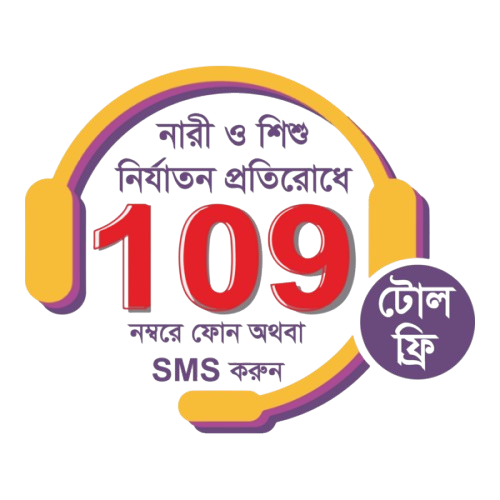 নারী ও শিশু
নির্যাতন প্রতিরোধে
109
নম্বরে ফোন অথবা
SMS করুন
টোল
ফ্রি